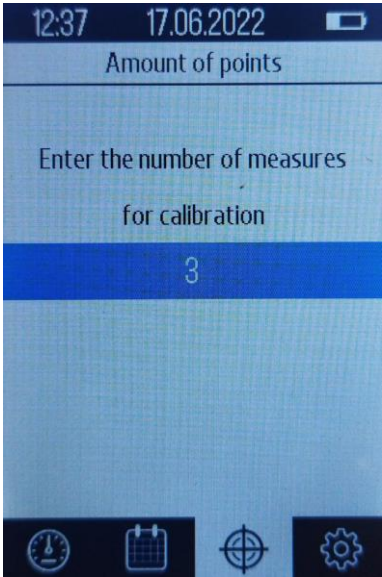 12:37 17.06.2022
Amount of points
Enter the number of measures
for calibration
3